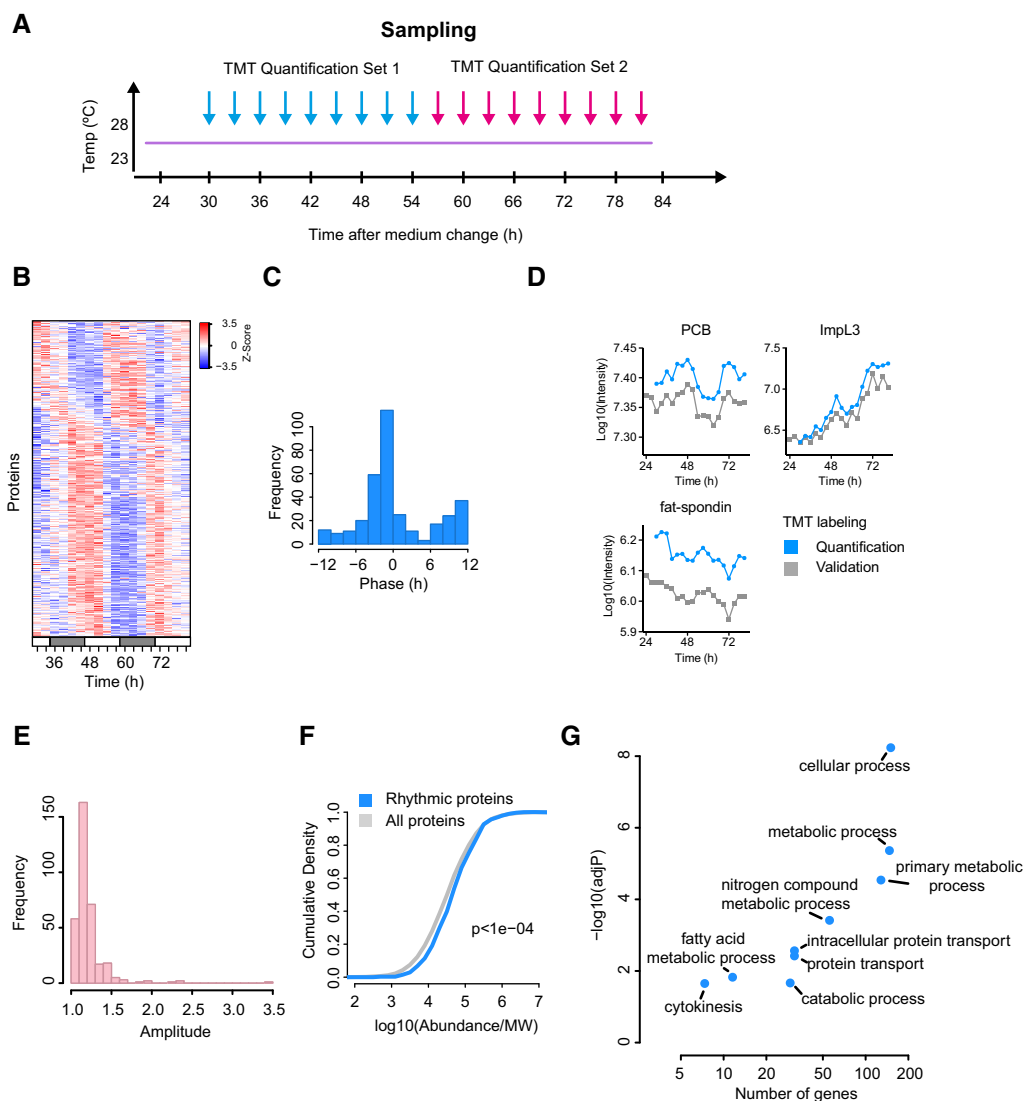 A
Sampling
TMT Quantification Set 1
TMT Quantification Set 2
Temp (ºC)
28
23
24 30 36 42 48 54 60 66 72 78 84
Time after medium change (h)
B
Proteins
3.5
0
−3.5
Z-Score
36 48 60 72
Time (h)
C
Frequency
0 20 40 60 80 100
−12 −6 0 6 12
Phase (h)
D
PCB
Log10(Intensity)
7.45
7.40
7.35
7.30
24 48 72
Time (h)
ImpL3
7.5
7.0
6.5
24 48 72
Time (h)
fat-spondin
Log10(Intensity)
6.2
6.1
6.0
5.9
24 48 72
Time (h)
TMT labeling
Quantification
Validation
E
Frequency
0 50 100 150
1.0 1.5 2.0 2.5 3.0 3.5
Amplitude
F
Rhythmic proteins
All proteins
Cumulative Density
0.0 0.2 0.4 0.6 0.8 1.0
p<1e−04
2 3 4 5 6 7
log10(Abundance/MW)
G
−log10(adjP)
0 2 4 6 8
cellular process
metabolic process
primary metabolic
process
nitrogen compound
metabolic process
intracellular protein transport
protein transport
fatty acid
metabolic process
cytokinesis
catabolic process
5 10 20 50 100 200
Number of genes